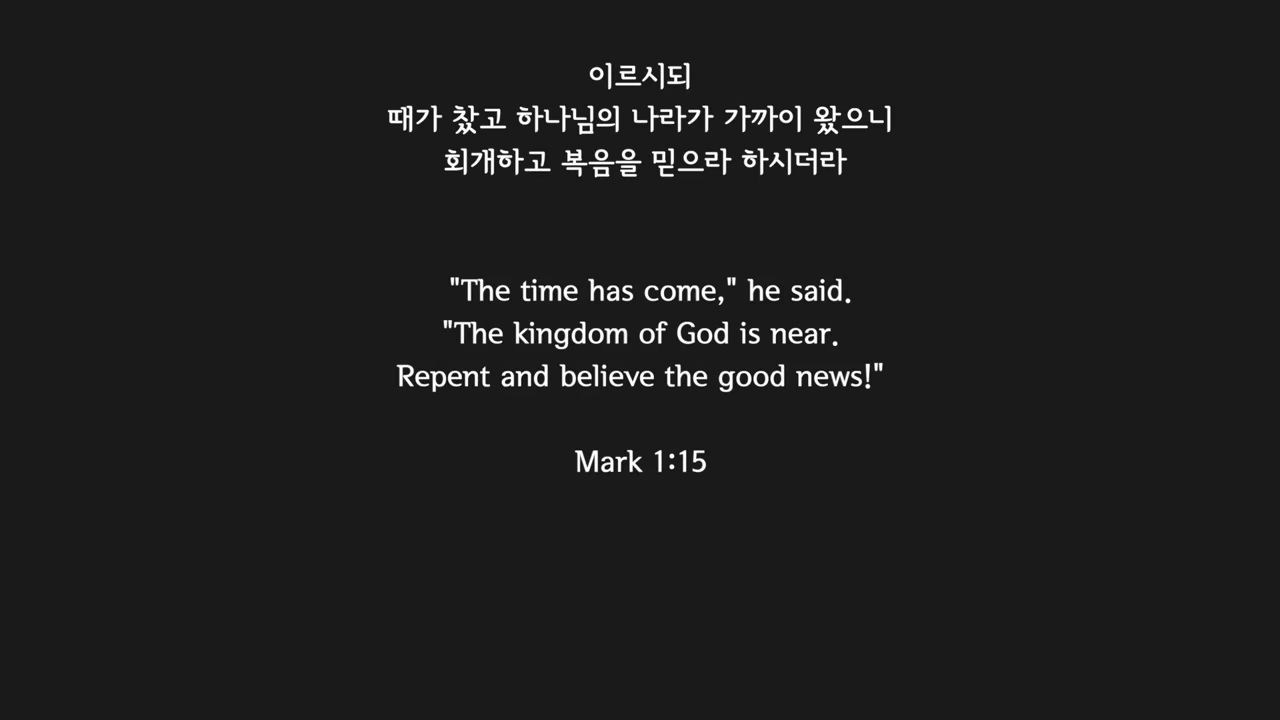 이르시되
때가 찼고 하나님의 나라가 가까이 왔으니
회개하고 복음을 믿으라 하시더라
"The time has come," he said.
"The kingdom of God is near.
Repent and believe the good news!"
Mark 1:15